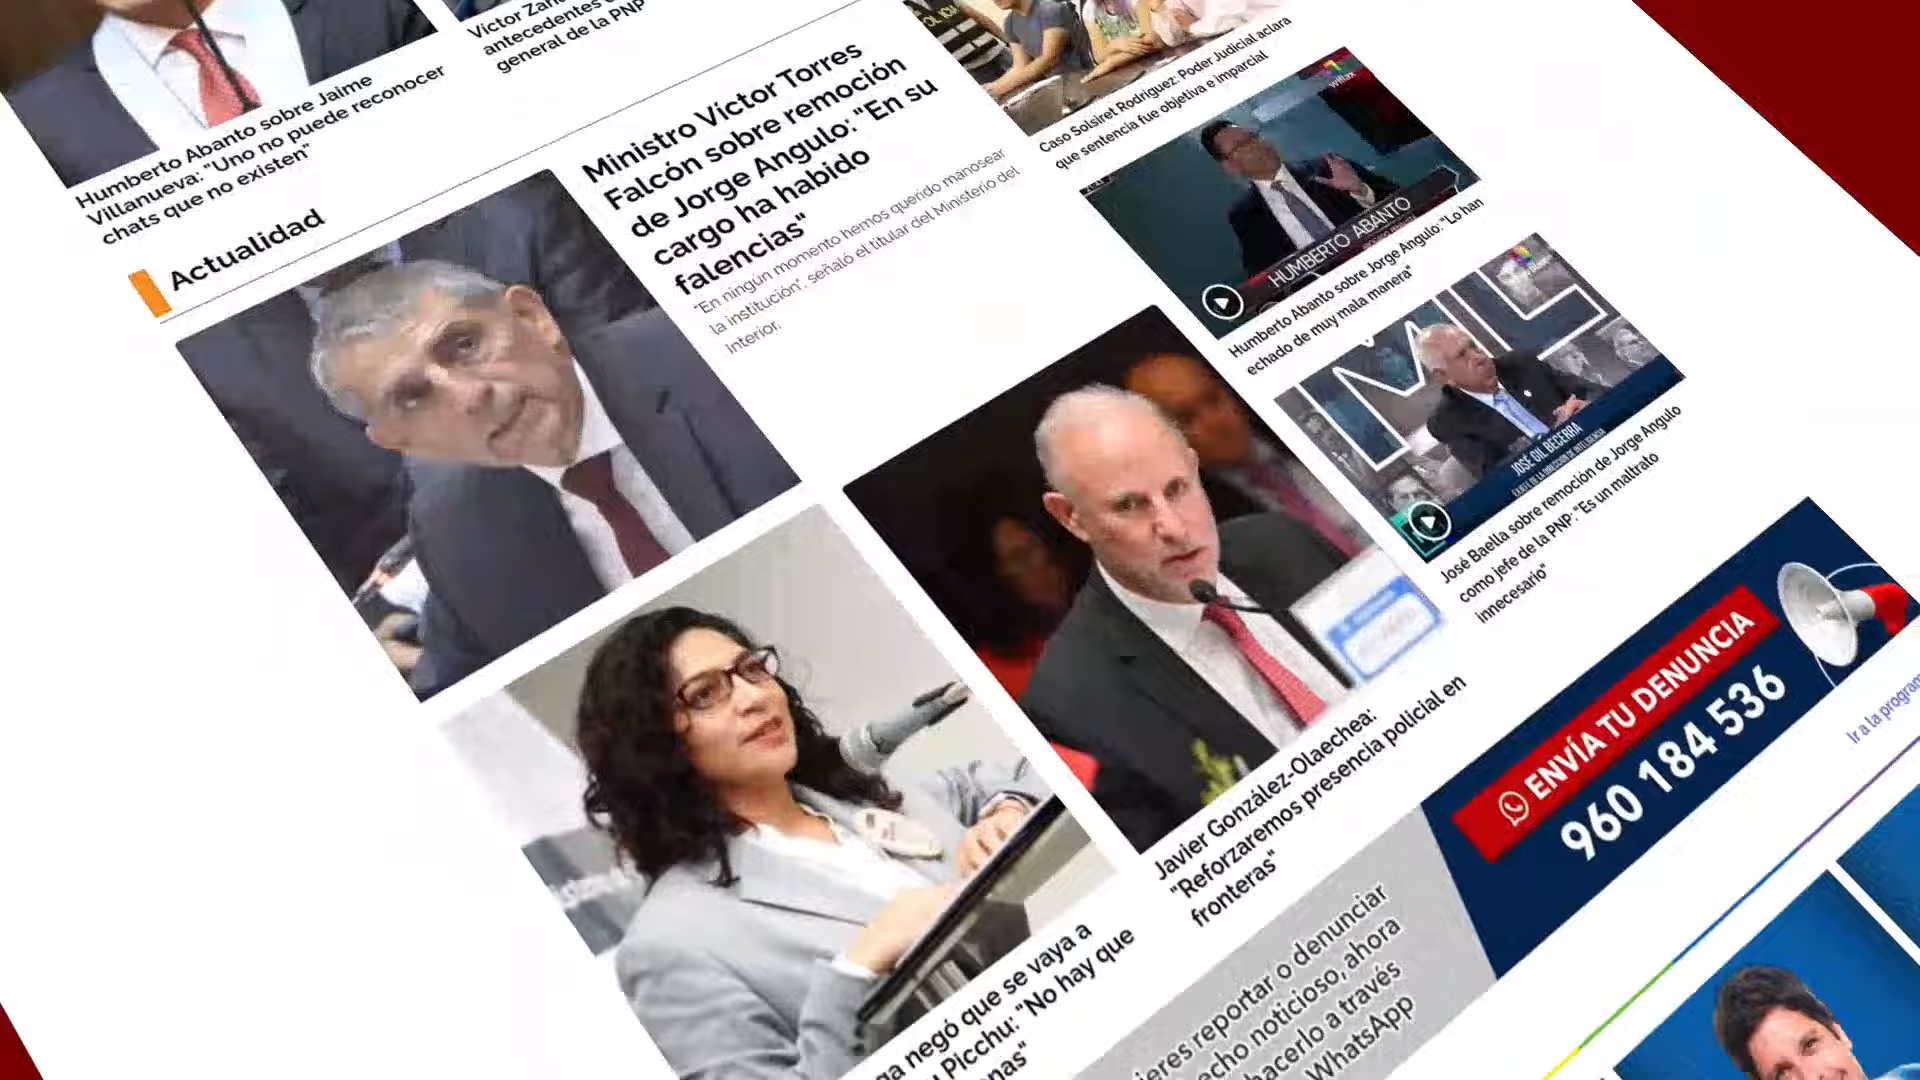 Humberto Abanto sobre Jaime
Villanueva: "Uno no puede reconocer
chats que no existen"
Víctor
antecedentes
general de la PNP
Actualidad
Ministro Víctor Torres
Falcón sobre remoción
de Jorge Angulo: "En su
cargo ha habido
falencias"
"En ningún momento hemos querido manosear
la institución", señaló el titular del Ministerio del
Interior.
Caso Solsiret Rodríguez: Poder Judicial aclara
que sentencia fue objetiva e imparcial
willax
HUMBERTO ABANTO
Humberto Abanto sobre Jorge Angulo: "Lo han
echado de muy mala manera"
JOSÉ GIL BECERRA
José Baella sobre remoción de Jorge Angulo
como jefe de la PNP: "Es un maltrato
innecesario"
Javier González-Olaechea:
"Reforzaremos presencia policial en
fronteras"
negó que se vaya a
Picchu: "No hay que
ENVÍA TU DENUNCIA
960 184 536
reportar o denunciar
noticioso, ahora
hacerlo a través
WhatsApp
Ir a la